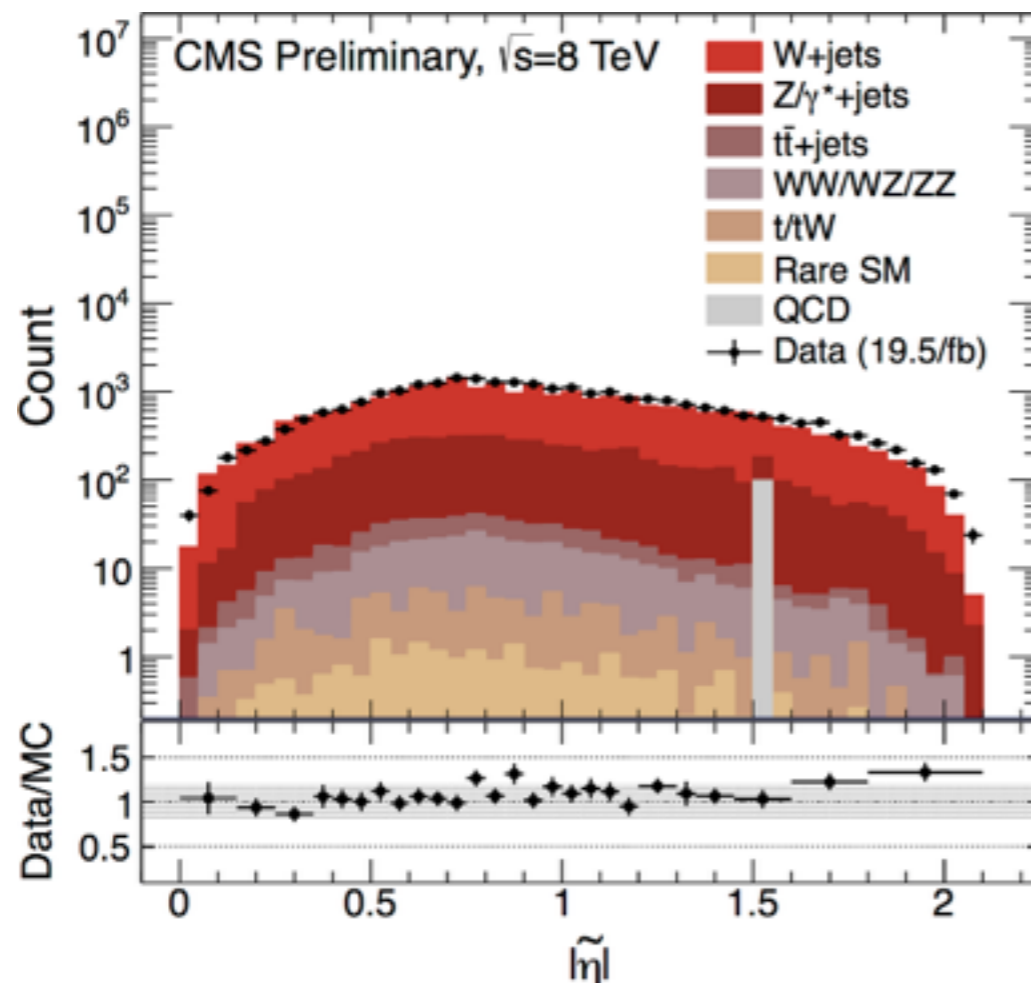 CMS Preliminary, √s=8 TeV
W+jets
Z/γ*+jets
tt̄+jets
WW/WZ/ZZ
t/tW
Rare SM
QCD
Data (19.5/fb)
Count
10⁷
10⁶
10⁵
10⁴
10³
10²
10
1
Data/MC
1.5
1
0.5
0 0.5 1 1.5 2
|η̃|